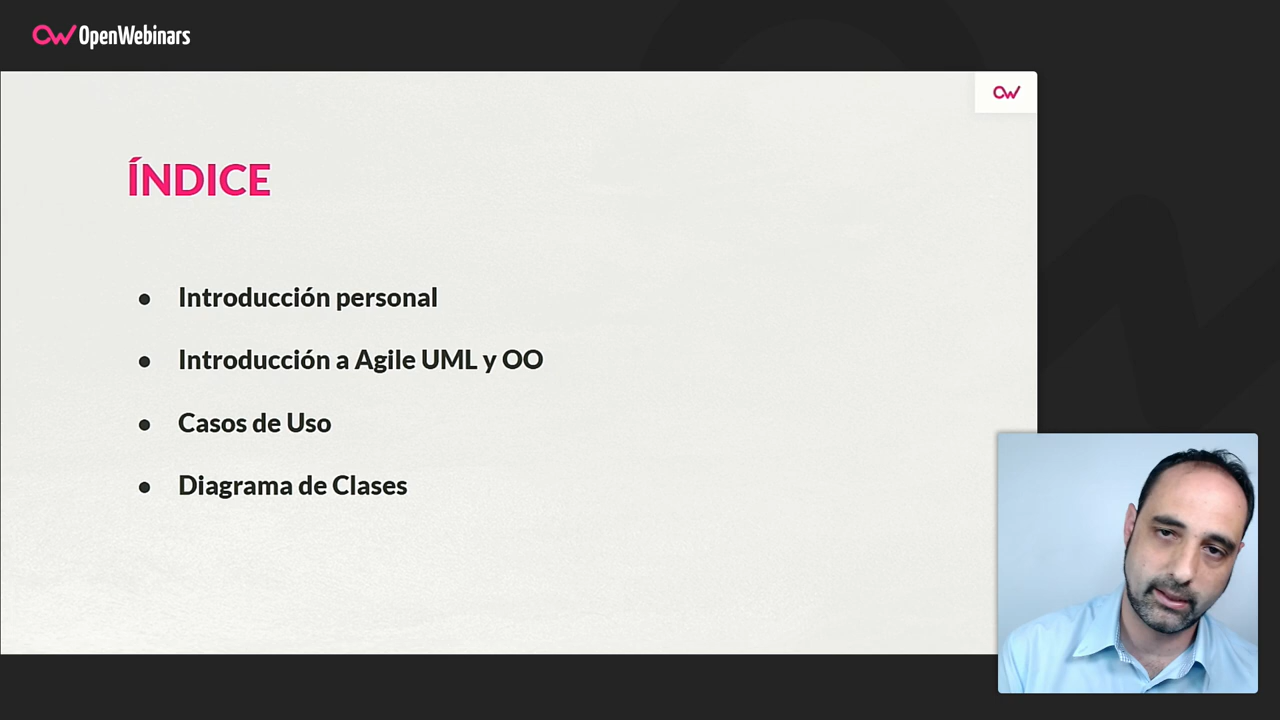 OpenWebinars
ÍNDICE
● Introducción personal
● Introducción a Agile UML y OO
● Casos de Uso
● Diagrama de Clases